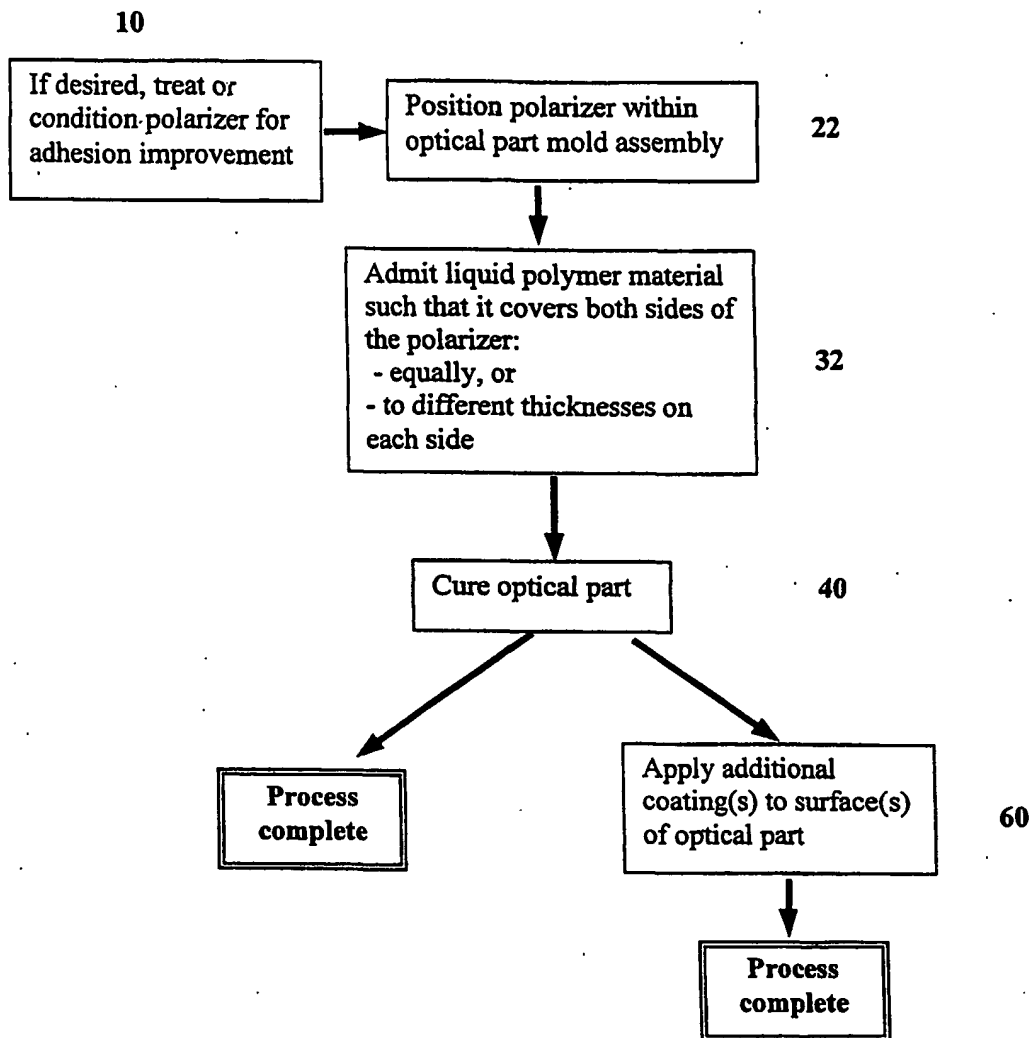 10
If desired, treat or
condition polarizer for
adhesion improvement
Position polarizer within
optical part mold assembly
22
Admit liquid polymer material
such that it covers both sides of
the polarizer:
- equally, or
- to different thicknesses on
each side
32
Cure optical part
40
Process
complete
Apply additional
coating(s) to surface(s)
of optical part
60
Process
complete